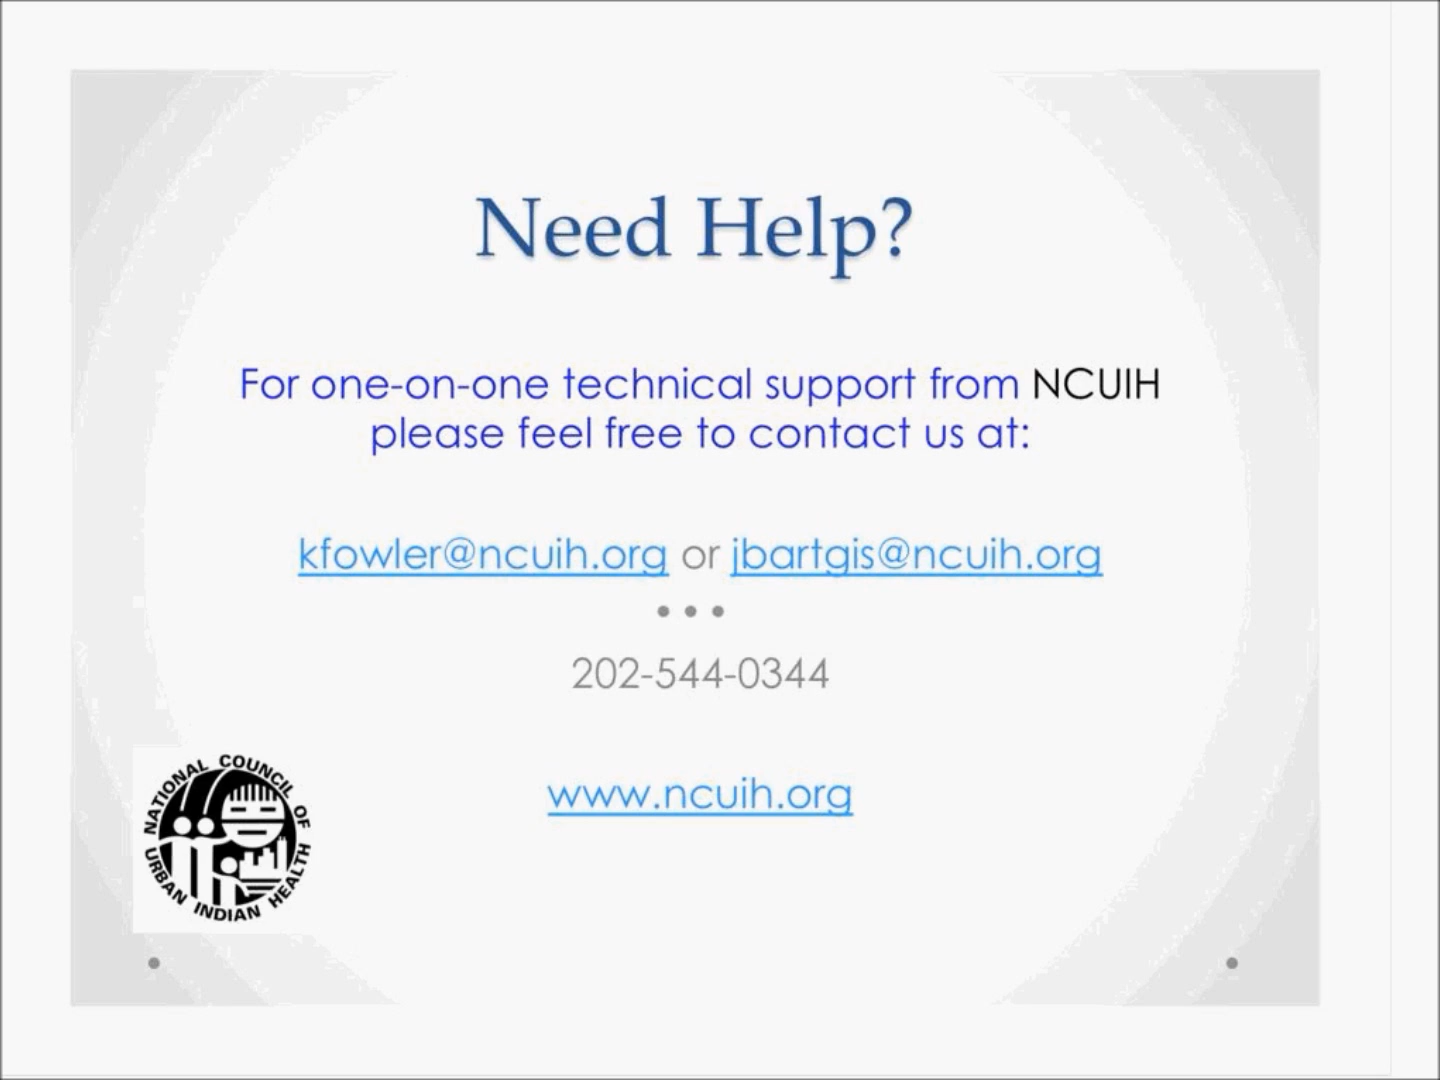 Need Help?
For one-on-one technical support from NCUIH
please feel free to contact us at:
kfowler@ncuih.org or jbartgis@ncuih.org
202-544-0344
www.ncuih.org
NATIONAL COUNCIL OF
URBAN INDIAN HEALTH